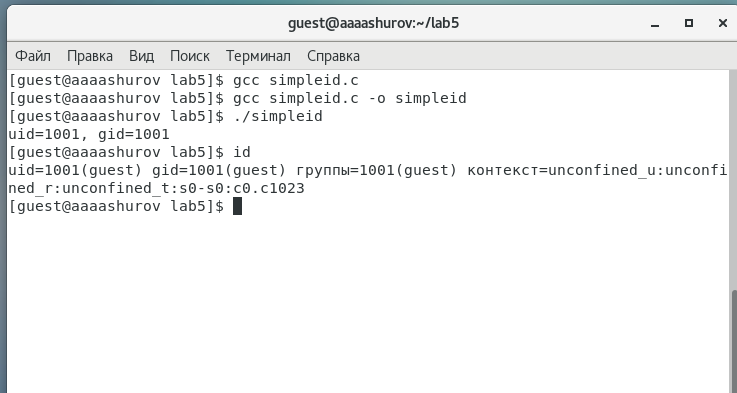 guest@aaaashurov:~/lab5
Файл Правка Вид Поиск Терминал Справка
[guest@aaaashurov lab5]$ gcc simpleid.c
[guest@aaaashurov lab5]$ gcc simpleid.c -o simpleid
[guest@aaaashurov lab5]$ ./simpleid
uid=1001, gid=1001
[guest@aaaashurov lab5]$ id
uid=1001(guest) gid=1001(guest) группы=1001(guest) контекст=unconfined_u:unconfi
ned_r:unconfined_t:s0-s0:c0.c1023
[guest@aaaashurov lab5]$